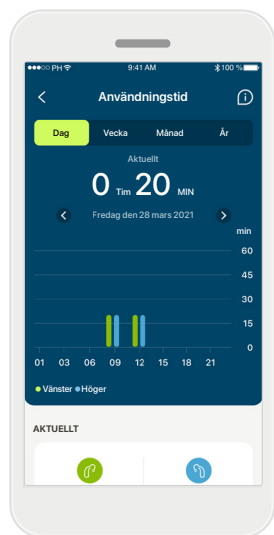 PH 9:41 AM 100 %
Användningstid
Dag Vecka Månad År
Aktuellt
0 Tim 20 MIN
Fredag den 28 mars 2021
min
60
45
30
15
0
01 03 06 09 12 15 18 21
Vänster Höger
AKTUELLT